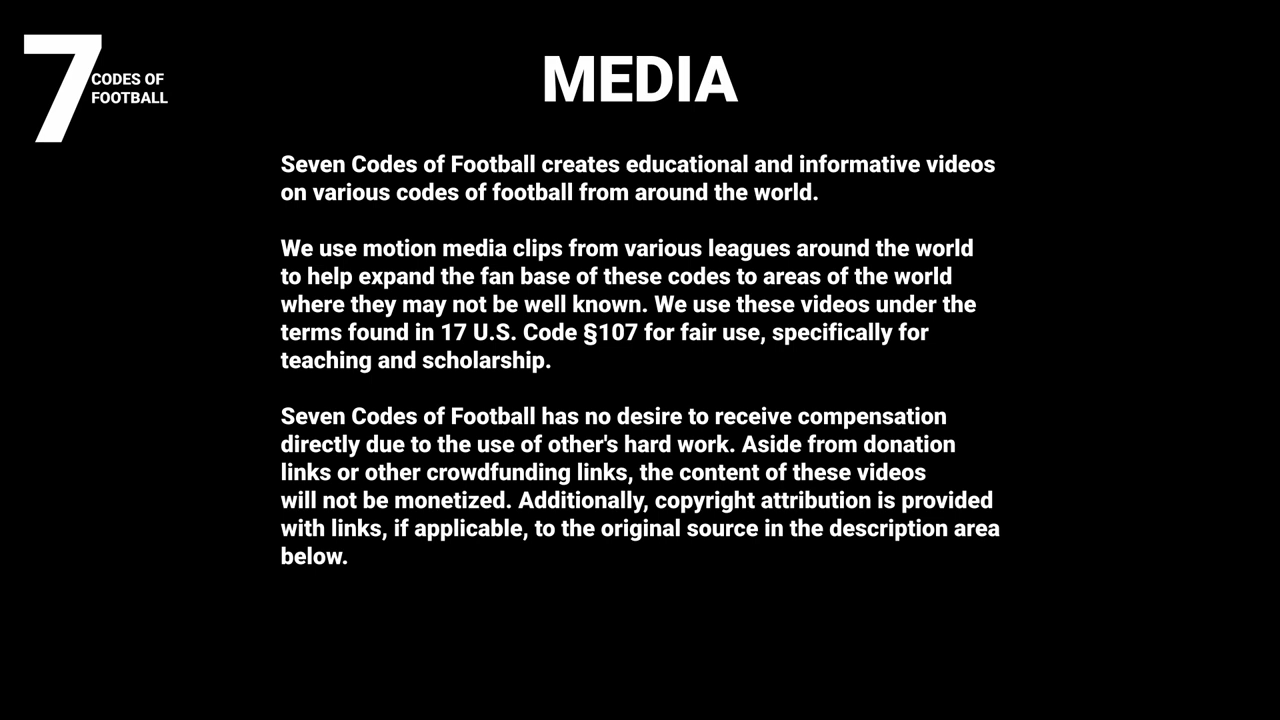 7
CODES OF
FOOTBALL
MEDIA
Seven Codes of Football creates educational and informative videos
on various codes of football from around the world.
We use motion media clips from various leagues around the world
to help expand the fan base of these codes to areas of the world
where they may not be well known. We use these videos under the
terms found in 17 U.S. Code §107 for fair use, specifically for
teaching and scholarship.
Seven Codes of Football has no desire to receive compensation
directly due to the use of other's hard work. Aside from donation
links or other crowdfunding links, the content of these videos
will not be monetized. Additionally, copyright attribution is provided
with links, if applicable, to the original source in the description area
below.